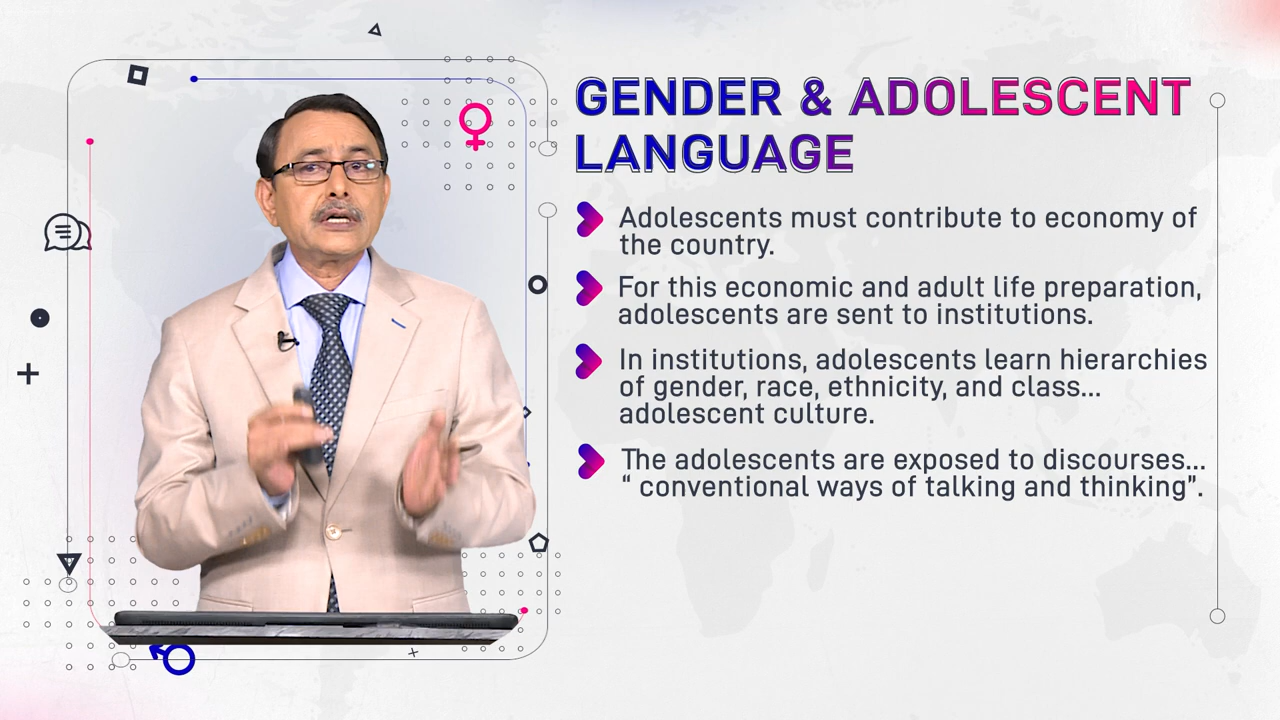 GENDER & ADOLESCENT
LANGUAGE
Adolescents must contribute to economy of
the country.
For this economic and adult life preparation,
adolescents are sent to institutions.
In institutions, adolescents learn hierarchies
of gender, race, ethnicity, and class...
adolescent culture.
The adolescents are exposed to discourses...
“ conventional ways of talking and thinking”.